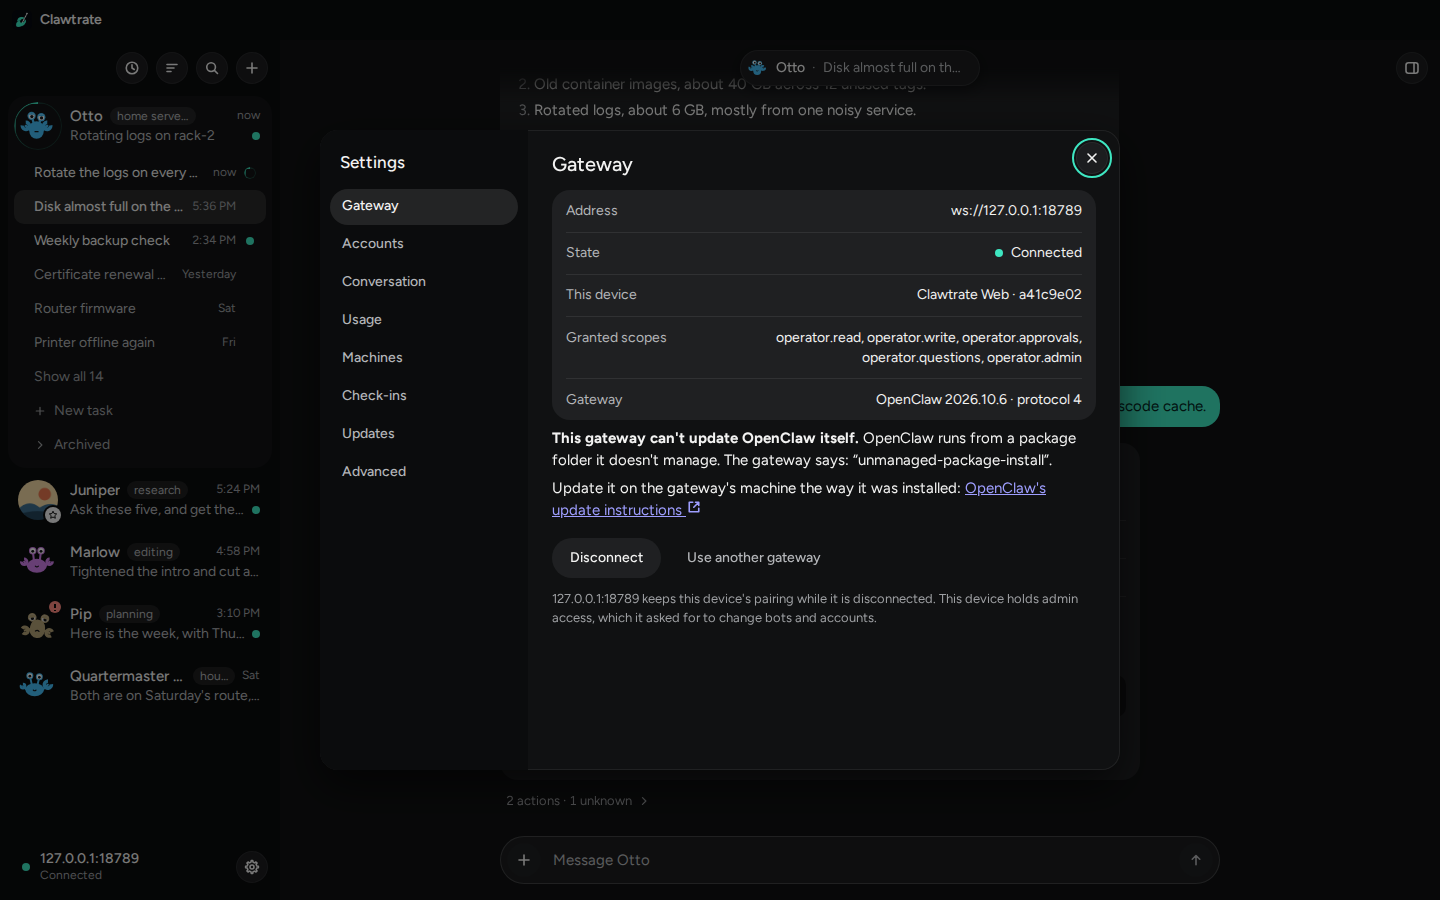 Clawtrate
Otto · Disk almost full on th...
Otto home serve... now
Rotating logs on rack-2
Rotate the logs on every ... now
Disk almost full on the ... 5:36 PM
Weekly backup check 2:34 PM
Certificate renewal ... Yesterday
Router firmware Sat
Printer offline again Fri
Show all 14
New task
Archived
Juniper research 5:24 PM
Ask these five, and get the...
Marlow editing 4:58 PM
Tightened the intro and cut a...
Pip planning 3:10 PM
Here is the week, with Thu...
Quartermaster ... hou... Sat
Both are on Saturday's route,...
127.0.0.1:18789
Connected
2. Old container images, about 40 GB across 12 unused tags.
3. Rotated logs, about 6 GB, mostly from one noisy service.
Settings
Gateway
Accounts
Conversation
Usage
Machines
Check-ins
Updates
Advanced
Gateway
Address ws://127.0.0.1:18789
State Connected
This device Clawtrate Web · a41c9e02
Granted scopes operator.read, operator.write, operator.approvals,
operator.questions, operator.admin
Gateway OpenClaw 2026.10.6 · protocol 4
This gateway can't update OpenClaw itself. OpenClaw runs from a package
folder it doesn't manage. The gateway says: “unmanaged-package-install”.
Update it on the gateway's machine the way it was installed: OpenClaw's
update instructions
Disconnect Use another gateway
127.0.0.1:18789 keeps this device's pairing while it is disconnected. This device holds admin
access, which it asked for to change bots and accounts.
scode cache.
2 actions · 1 unknown
Message Otto